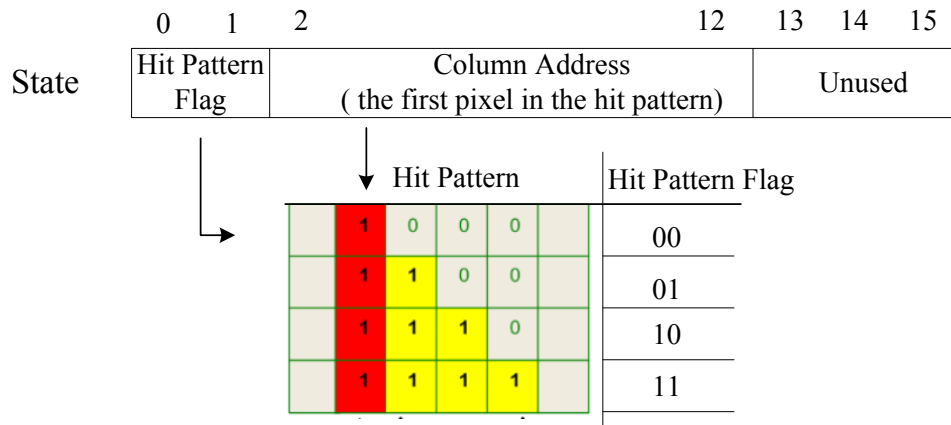 0 1 2 12 13 14 15
State
Hit Pattern Flag
Column Address
( the first pixel in the hit pattern)
Unused
Hit Pattern Hit Pattern Flag
1 0 0 0 00
1 1 0 0 01
1 1 1 0 10
1 1 1 1 11